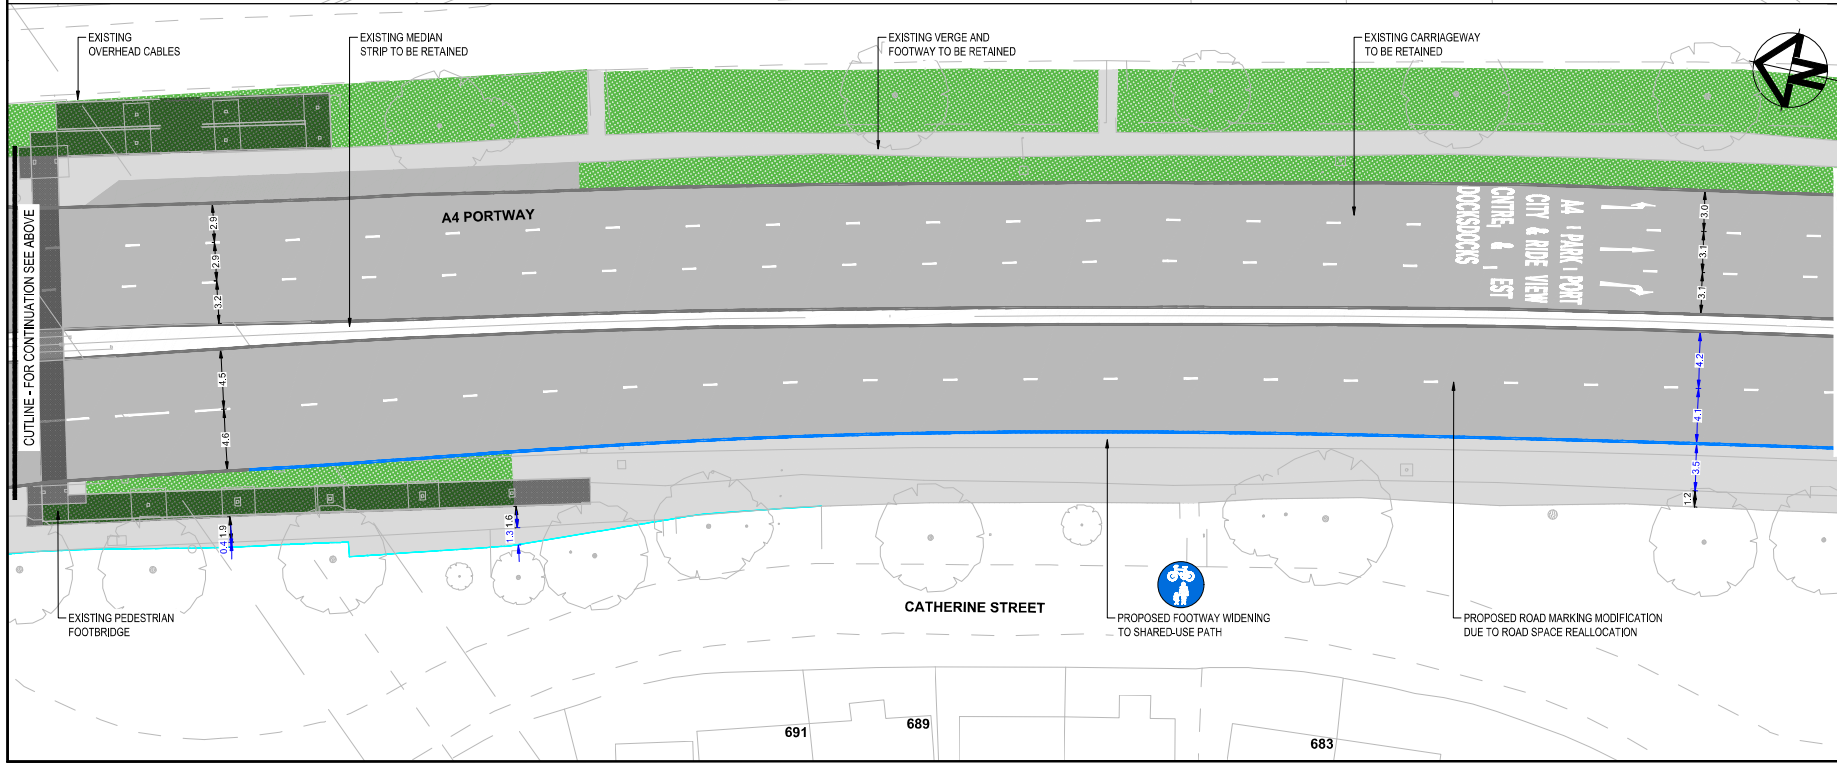 EXISTING
OVERHEAD CABLES
EXISTING MEDIAN
STRIP TO BE RETAINED
EXISTING VERGE AND
FOOTWAY TO BE RETAINED
EXISTING CARRIAGEWAY
TO BE RETAINED
N
CUTLINE - FOR CONTINUATION SEE ABOVE
A4 PORTWAY
2.9
2.9
3.2
4.5
4.6
A4 PARK PORT
CITY & RIDE VIEW
CNTRE, & EST
DOCKSDOCKS
3.0
3.1
3.1
4.2
4.1
3.5
1.2
1.9
0.4
1.6
1.3
EXISTING PEDESTRIAN
FOOTBRIDGE
CATHERINE STREET
PROPOSED FOOTWAY WIDENING
TO SHARED-USE PATH
PROPOSED ROAD MARKING MODIFICATION
DUE TO ROAD SPACE REALLOCATION
691
689
683